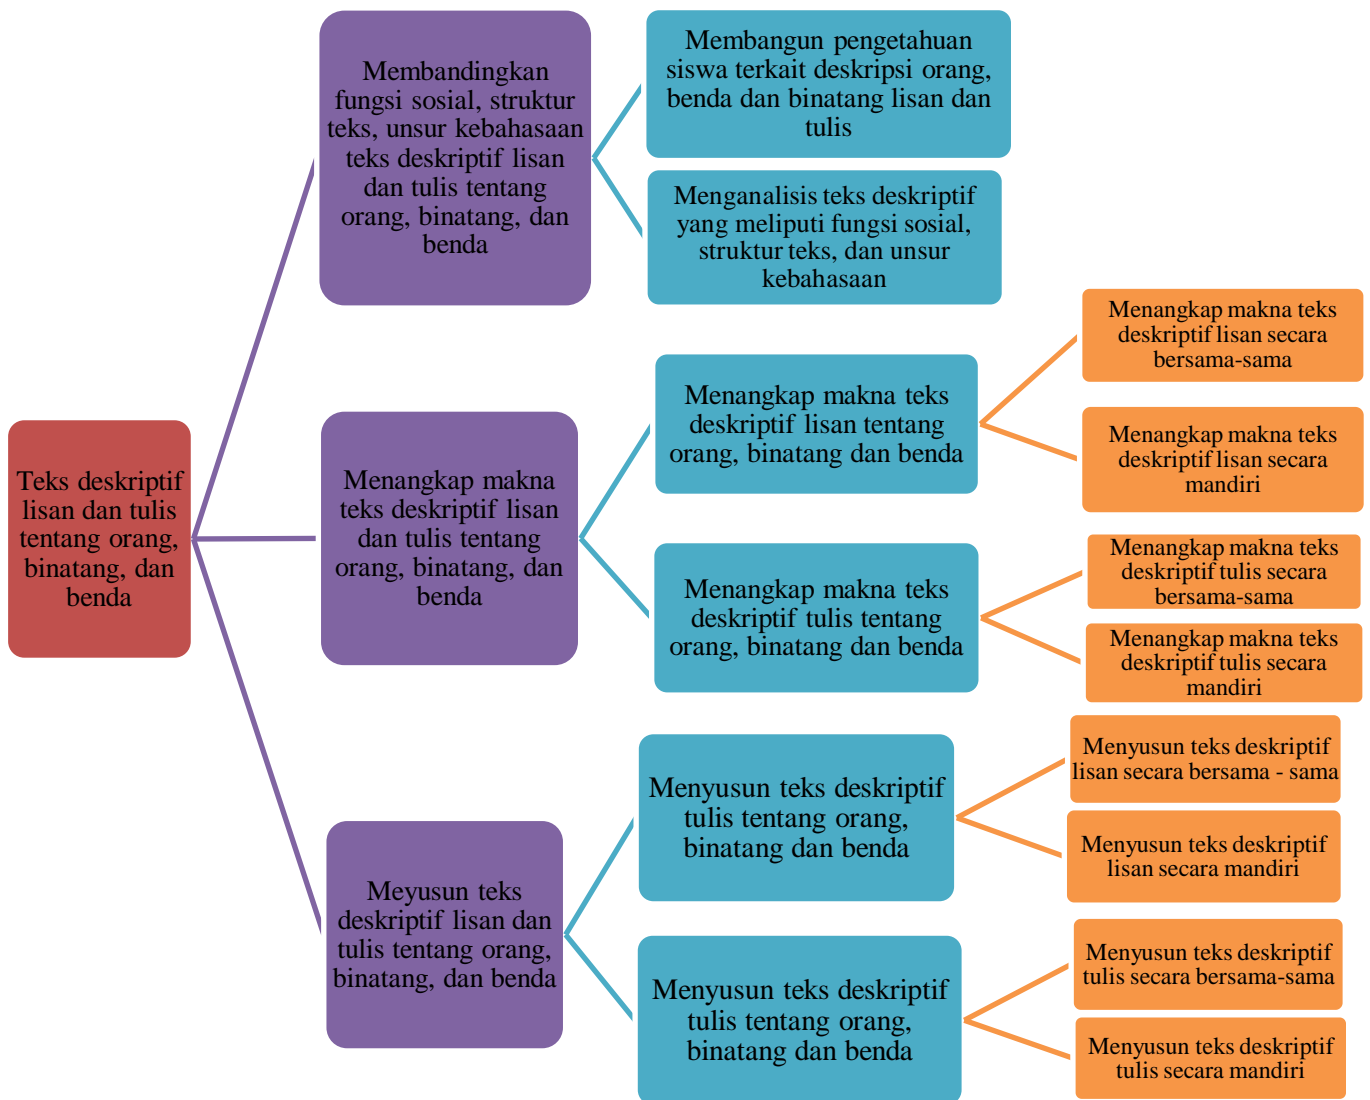 Teks deskriptif
lisan dan tulis
tentang orang,
binatang, dan
benda
Membandingkan
fungsi sosial, struktur
teks, unsur kebahasaan
teks deskriptif lisan
dan tulis tentang
orang, binatang, dan
benda
Membangun pengetahuan
siswa terkait deskripsi orang,
benda dan binatang lisan dan
tulis
Menganalisis teks deskriptif
yang meliputi fungsi sosial,
struktur teks, dan unsur
kebahasaan
Menangkap makna
teks deskriptif lisan
dan tulis tentang
orang, binatang, dan
benda
Menangkap makna teks
deskriptif lisan tentang
orang, binatang dan benda
Menangkap makna teks
deskriptif lisan secara
bersama-sama
Menangkap makna teks
deskriptif lisan secara
mandiri
Menangkap makna teks
deskriptif tulis tentang
orang, binatang dan benda
Menangkap makna teks
deskriptif tulis secara
bersama-sama
Menangkap makna teks
deskriptif tulis secara
mandiri
Meyusun teks
deskriptif lisan dan
tulis tentang orang,
binatang, dan benda
Menyusun teks deskriptif
tulis tentang orang,
binatang dan benda
Menyusun teks deskriptif
lisan secara bersama - sama
Menyusun teks deskriptif
lisan secara mandiri
Menyusun teks deskriptif
tulis tentang orang,
binatang dan benda
Menyusun teks deskriptif
tulis secara bersama-sama
Menyusun teks deskriptif
tulis secara mandiri